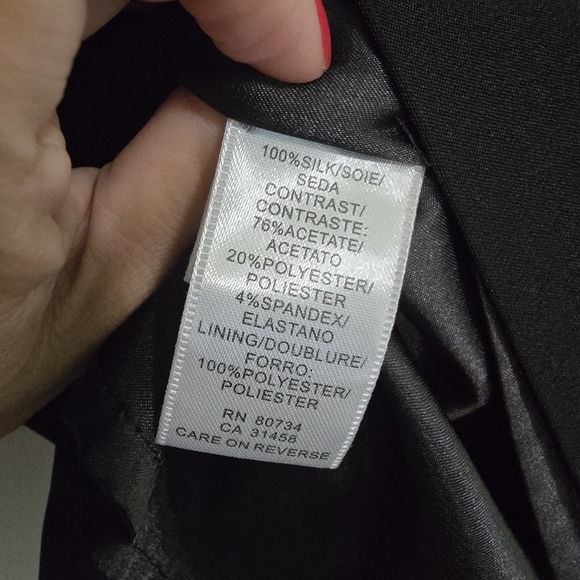 100%SILK/SOIE/
SEDA
CONTRAST/
CONTRASTE:
76%ACETATE/
ACETATO
20%POLYESTER/
POLIESTER
4%SPANDEX/
ELASTANO
LINING/DOUBLURE/
FORRO:
100%POLYESTER/
POLIESTER
RN 80734
CA 31458
CARE ON REVERSE